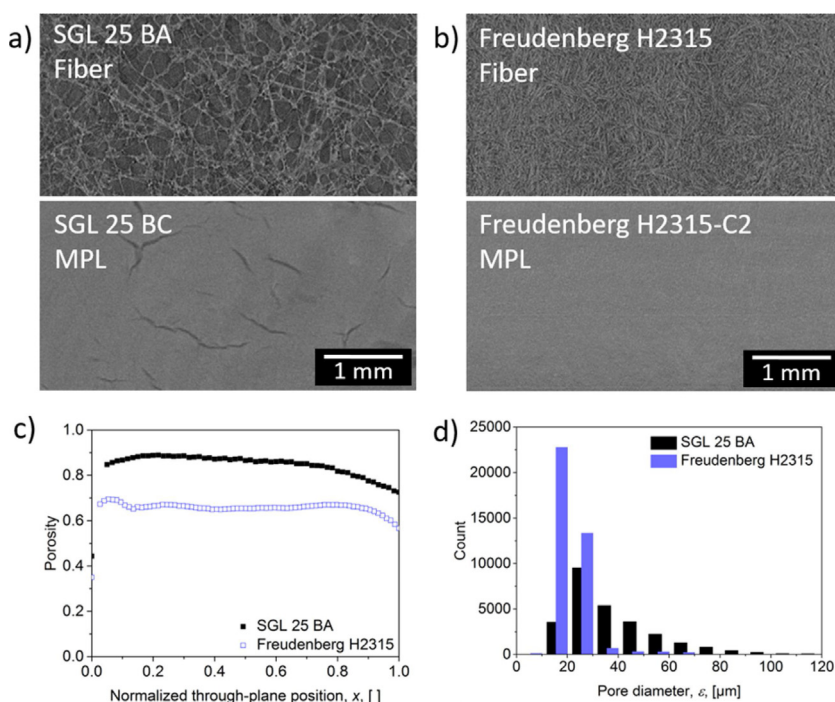 a)
SGL 25 BA
Fiber
SGL 25 BC
MPL
1 mm
b)
Freudenberg H2315
Fiber
Freudenberg H2315-C2
MPL
1 mm
c)
1.0
0.8
0.6
0.4
0.2
0.0
Porosity
SGL 25 BA
Freudenberg H2315
0.0 0.2 0.4 0.6 0.8 1.0
Normalized through-plane position, x, [ ]
d)
25000
20000
15000
10000
5000
0
Count
SGL 25 BA
Freudenberg H2315
0 20 40 60 80 100 120
Pore diameter, ε, [µm]